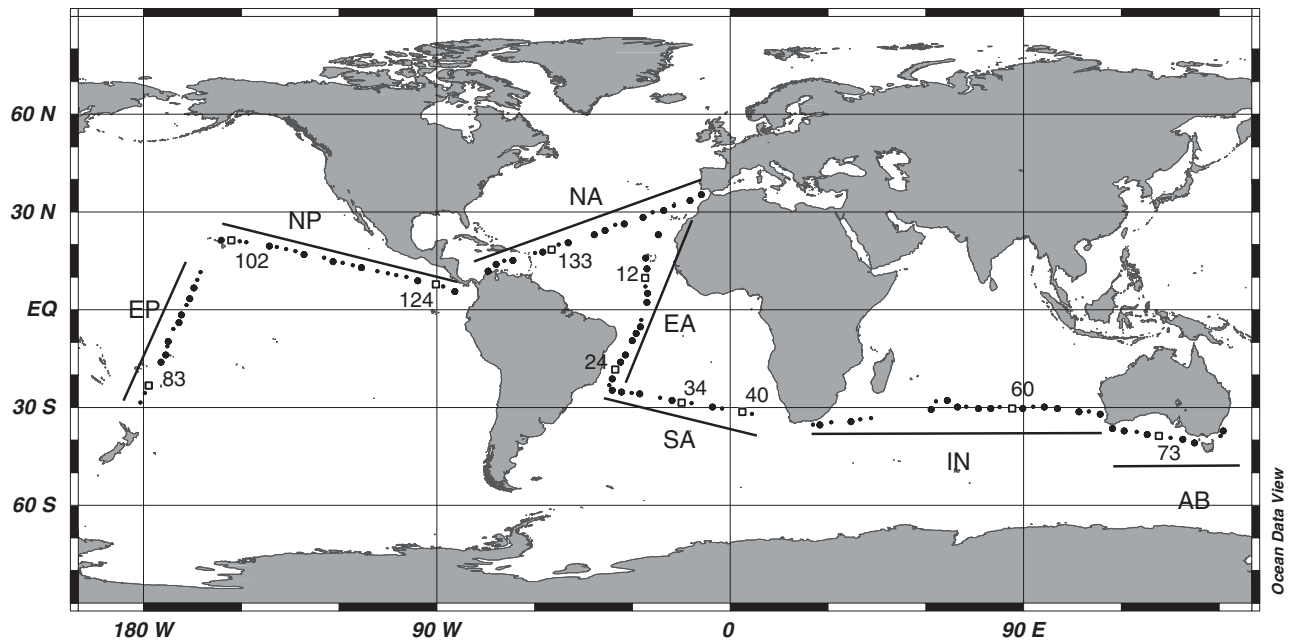 60 N
30 N
EQ
30 S
60 S
NA
NP
102
133
12
124
EP
EA
83
24
34
40
60
SA
73
IN
AB
180 W
90 W
0
90 E
Ocean Data View